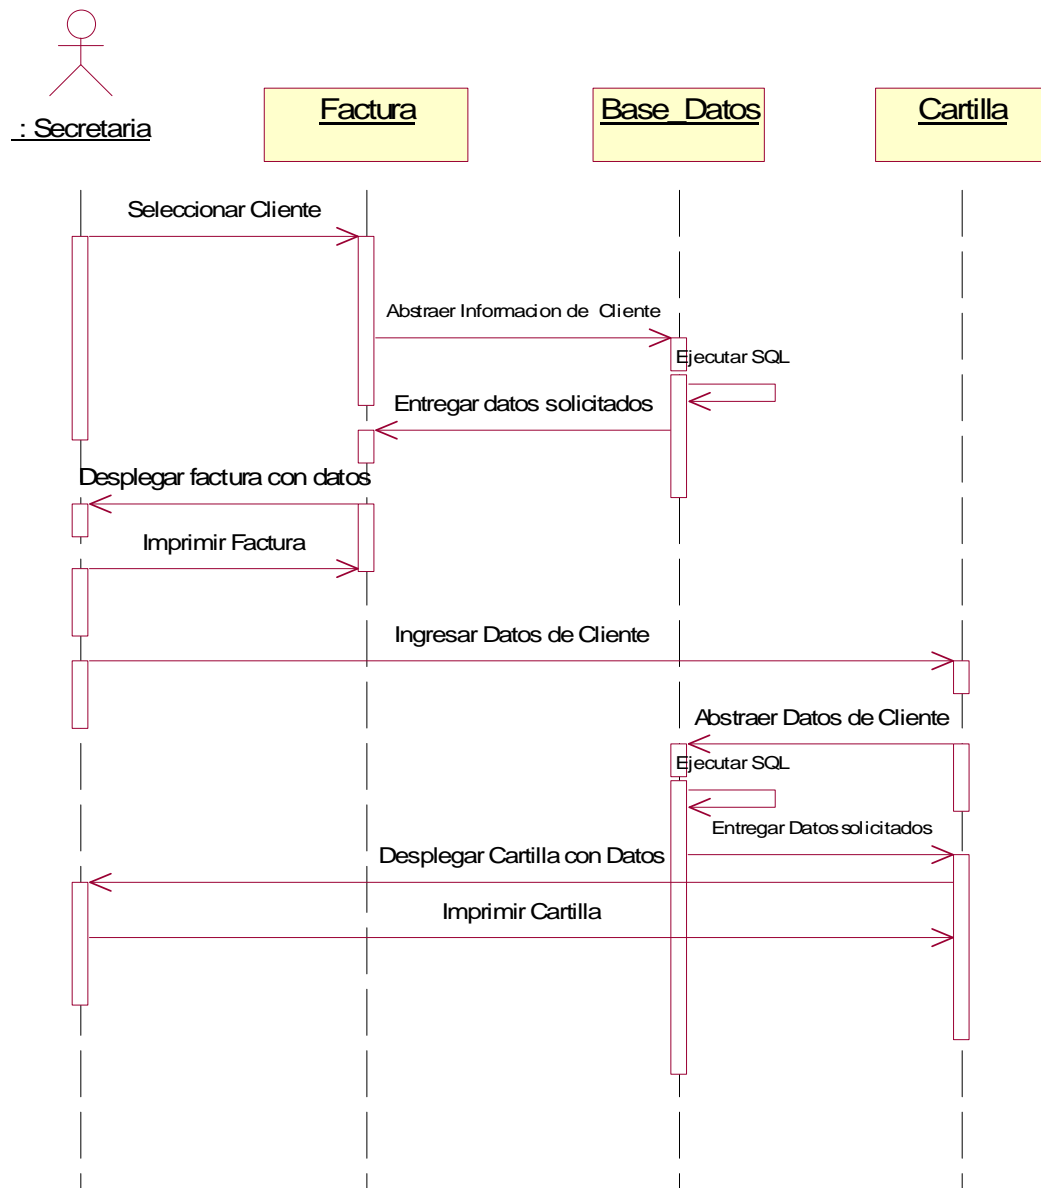 : Secretaria
Factura
Base_Datos
Cartilla
Seleccionar Cliente
Abstraer Informacion de Cliente
Ejecutar SQL
Entregar datos solicitados
Desplegar factura con datos
Imprimir Factura
Ingresar Datos de Cliente
Abstraer Datos de Cliente
Ejecutar SQL
Entregar Datos solicitados
Desplegar Cartilla con Datos
Imprimir Cartilla